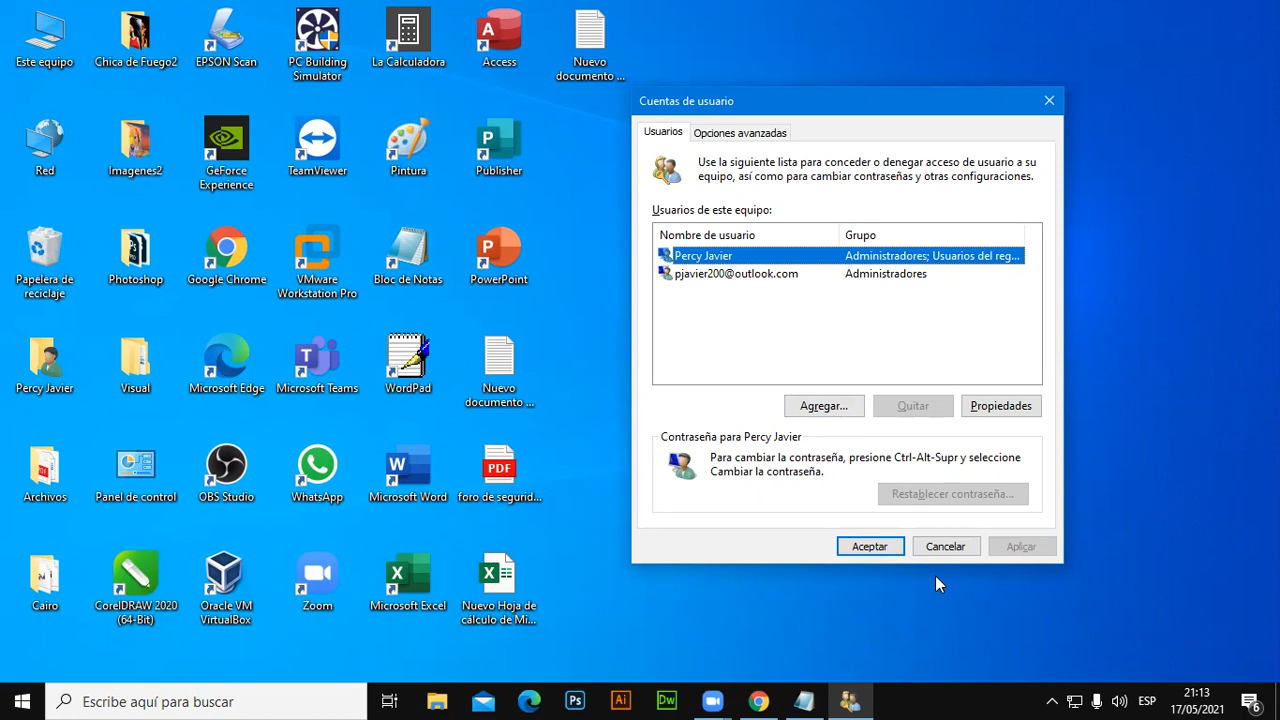 Este equipo
Chica de Fuego2
EPSON Scan
PC Building
Simulator
La Calculadora
A
Access
Nuevo
documento ...
Red
Imagenes2
GeForce
Experience
TeamViewer
Pintura
P
Publisher
Papelera de
reciclaje
Ps
Photoshop
Google Chrome
VMware
Workstation Pro
Bloc de Notas
P
PowerPoint
Percy Javier
Visual
Microsoft Edge
T
Microsoft Teams
WordPad
Nuevo
documento ...
Archivos
Panel de control
OBS Studio
WhatsApp
W
Microsoft Word
PDF
foro de segurid...
Cairo
CorelDRAW 2020
(64-Bit)
Oracle VM
VirtualBox
Zoom
X
Microsoft Excel
X
Nuevo Hoja de
cálculo de Mi...
Cuentas de usuario
Usuarios
Opciones avanzadas
Use la siguiente lista para conceder o denegar acceso de usuario a su
equipo, así como para cambiar contraseñas y otras configuraciones.
Usuarios de este equipo:
Nombre de usuario Grupo
Percy Javier Administradores; Usuarios del reg...
pjavier200@outlook.com Administradores
Agregar... Quitar Propiedades
Contraseña para Percy Javier
Para cambiar la contraseña, presione Ctrl-Alt-Supr y seleccione
Cambiar la contraseña.
Restablecer contraseña...
Aceptar Cancelar Aplicar
Escribe aquí para buscar
Ps
Ai
Dw
ESP
21:13
17/05/2021
6